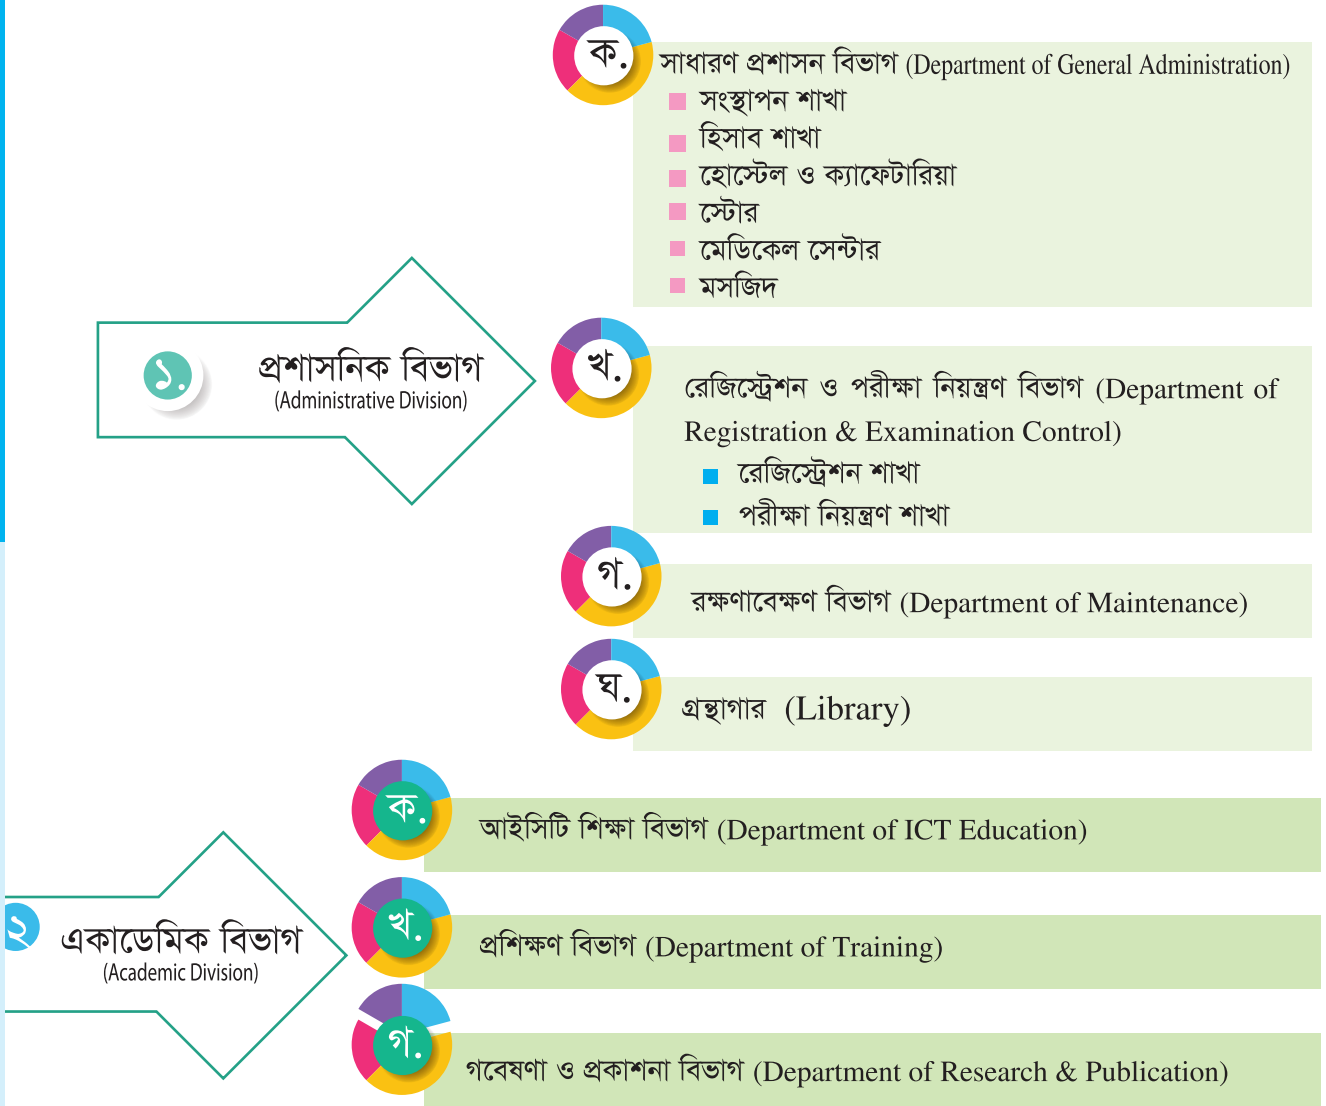 ক.
সাধারণ প্রশাসন বিভাগ (Department of General Administration)
সংস্থাপন শাখা
হিসাব শাখা
হোস্টেল ও ক্যাফেটারিয়া
স্টোর
মেডিকেল সেন্টার
মসজিদ
১.
প্রশাসনিক বিভাগ
(Administrative Division)
খ.
রেজিস্ট্রেশন ও পরীক্ষা নিয়ন্ত্রণ বিভাগ (Department of
Registration & Examination Control)
রেজিস্ট্রেশন শাখা
পরীক্ষা নিয়ন্ত্রণ শাখা
গ.
রক্ষণাবেক্ষণ বিভাগ (Department of Maintenance)
ঘ.
গ্রন্থাগার (Library)
২
একাডেমিক বিভাগ
(Academic Division)
ক.
আইসিটি শিক্ষা বিভাগ (Department of ICT Education)
খ.
প্রশিক্ষণ বিভাগ (Department of Training)
গ.
গবেষণা ও প্রকাশনা বিভাগ (Department of Research & Publication)